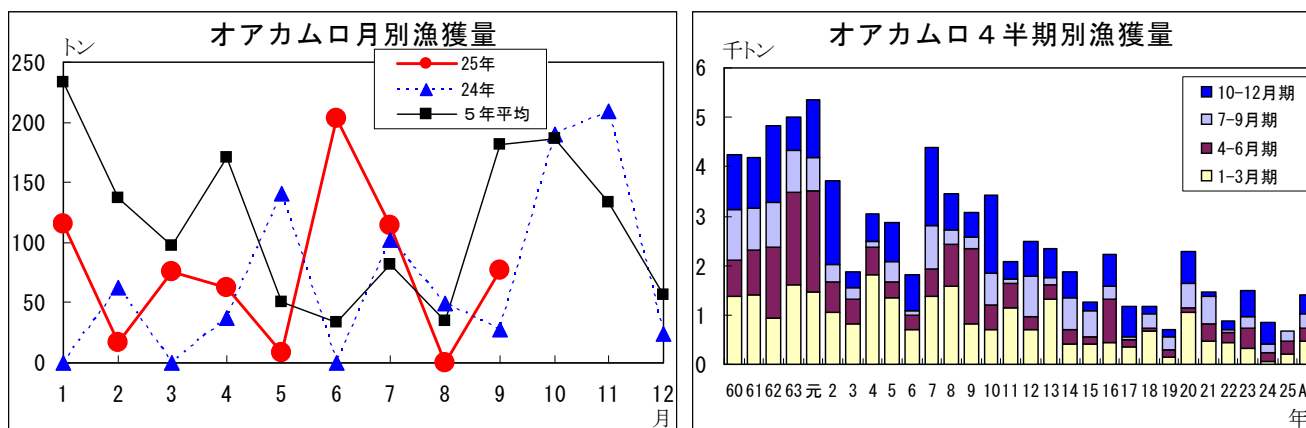 オアカムロ月別漁獲量
トン
25年
24年
５年平均
250
200
150
100
50
0
1 2 3 4 5 6 7 8 9 10 11 12
月
オアカムロ４半期別漁獲量
千トン
10-12月期
7-9月期
4-6月期
1-3月期
6
5
4
3
2
1
0
60 61 62 63 元 2 3 4 5 6 7 8 9 10 11 12 13 14 15 16 17 18 19 20 21 22 23 24 25 A
年